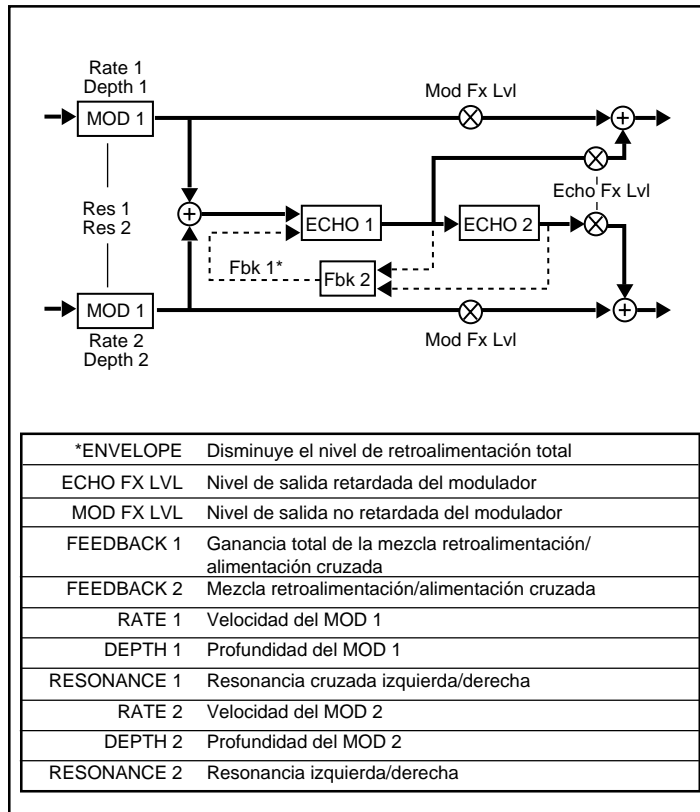 Rate 1
Depth 1
MOD 1
Mod Fx Lvl
+
Res 1
Res 2
+
ECHO 1
ECHO 2
Echo Fx Lvl
Fbk 1*
Fbk 2
MOD 1
Rate 2
Depth 2
Mod Fx Lvl
+
*ENVELOPE Disminuye el nivel de retroalimentación total
ECHO FX LVL Nivel de salida retardada del modulador
MOD FX LVL Nivel de salida no retardada del modulador
FEEDBACK 1 Ganancia total de la mezcla retroalimentación/
alimentación cruzada
FEEDBACK 2 Mezcla retroalimentación/alimentación cruzada
RATE 1 Velocidad del MOD 1
DEPTH 1 Profundidad del MOD 1
RESONANCE 1 Resonancia cruzada izquierda/derecha
RATE 2 Velocidad del MOD 2
DEPTH 2 Profundidad del MOD 2
RESONANCE 2 Resonancia izquierda/derecha